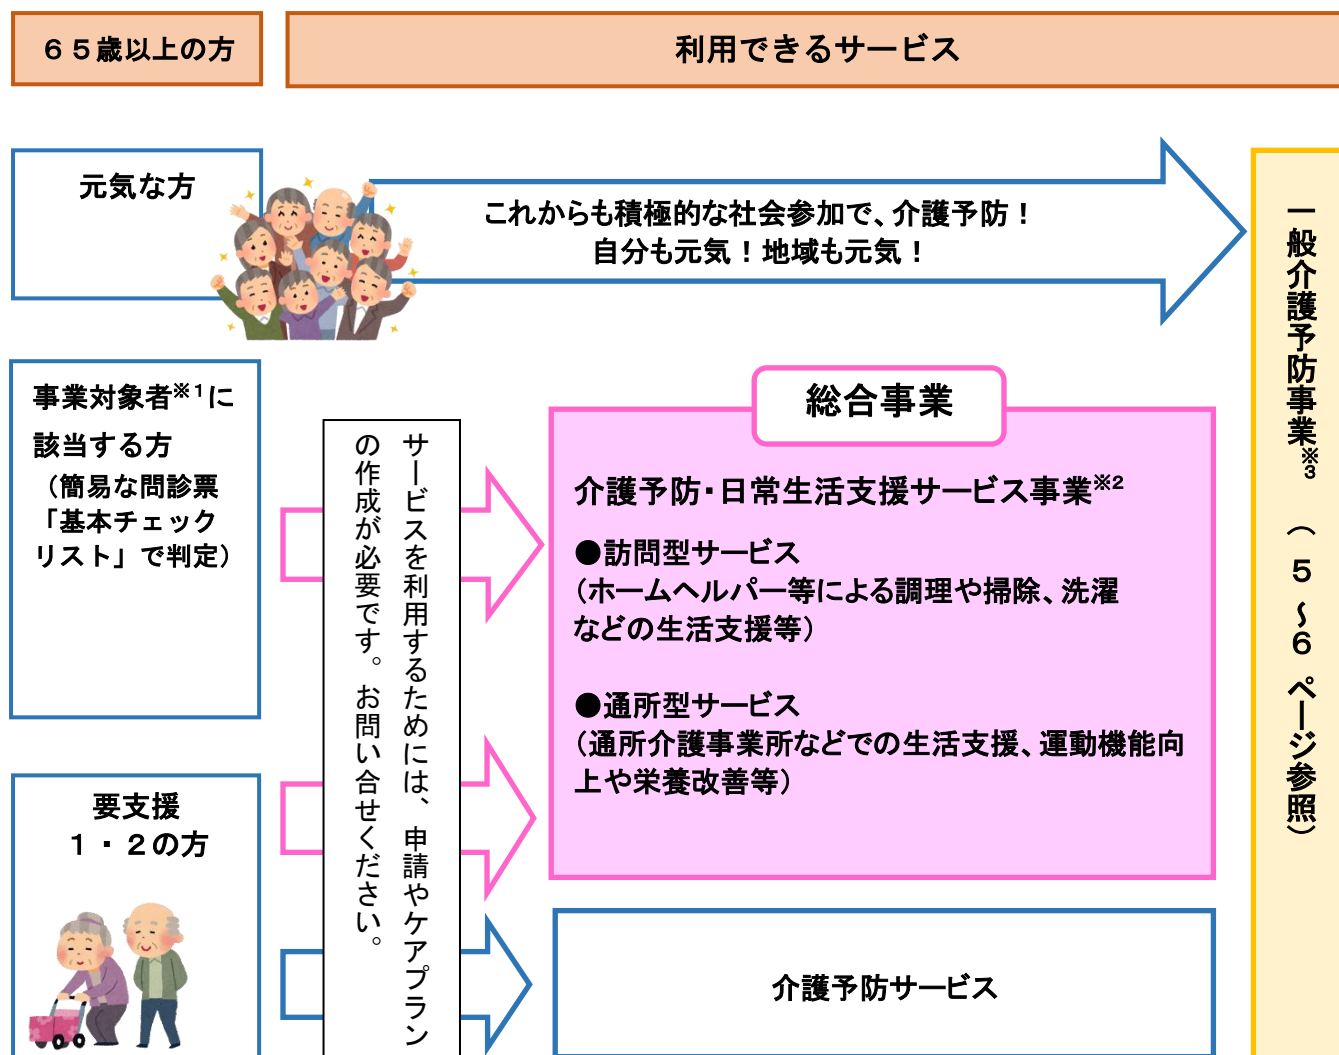 ６５歳以上の方
利用できるサービス
元気な方
これからも積極的な社会参加で、介護予防！
自分も元気！地域も元気！
一般介護予防事業※3 （５～６ページ参照）
事業対象者※1に
該当する方
（簡易な問診票
「基本チェック
リスト」で判定）
サービスを利用するためには、申請やケアプラン
の作成が必要です。お問い合せください。
総合事業
介護予防・日常生活支援サービス事業※2
●訪問型サービス
（ホームヘルパー等による調理や掃除、洗濯
などの生活支援等）
●通所型サービス
（通所介護事業所などでの生活支援、運動機能向
上や栄養改善等）
要支援
１・２の方
介護予防サービス